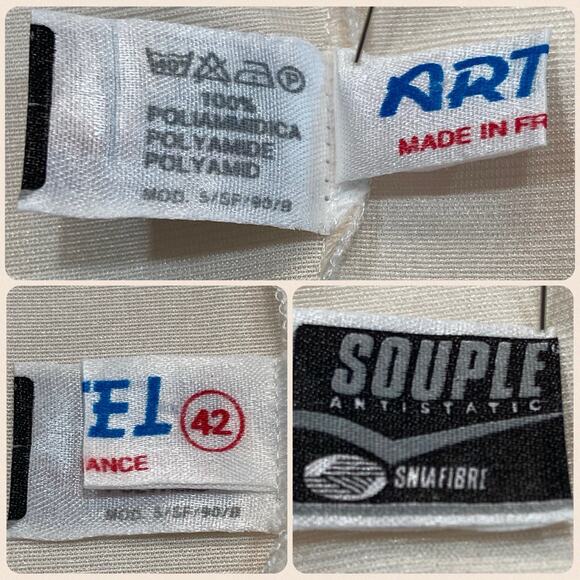 40
P
100%
POLIAMMIDICA
POLYAMIDE
POLYAMID
MOD. S/SF/90/B
ART
MADE IN FR
TEL
42
ANCE
MOD. S/SF/90/B
SOUPLE
ANTISTATIC
SNIAFIBRE